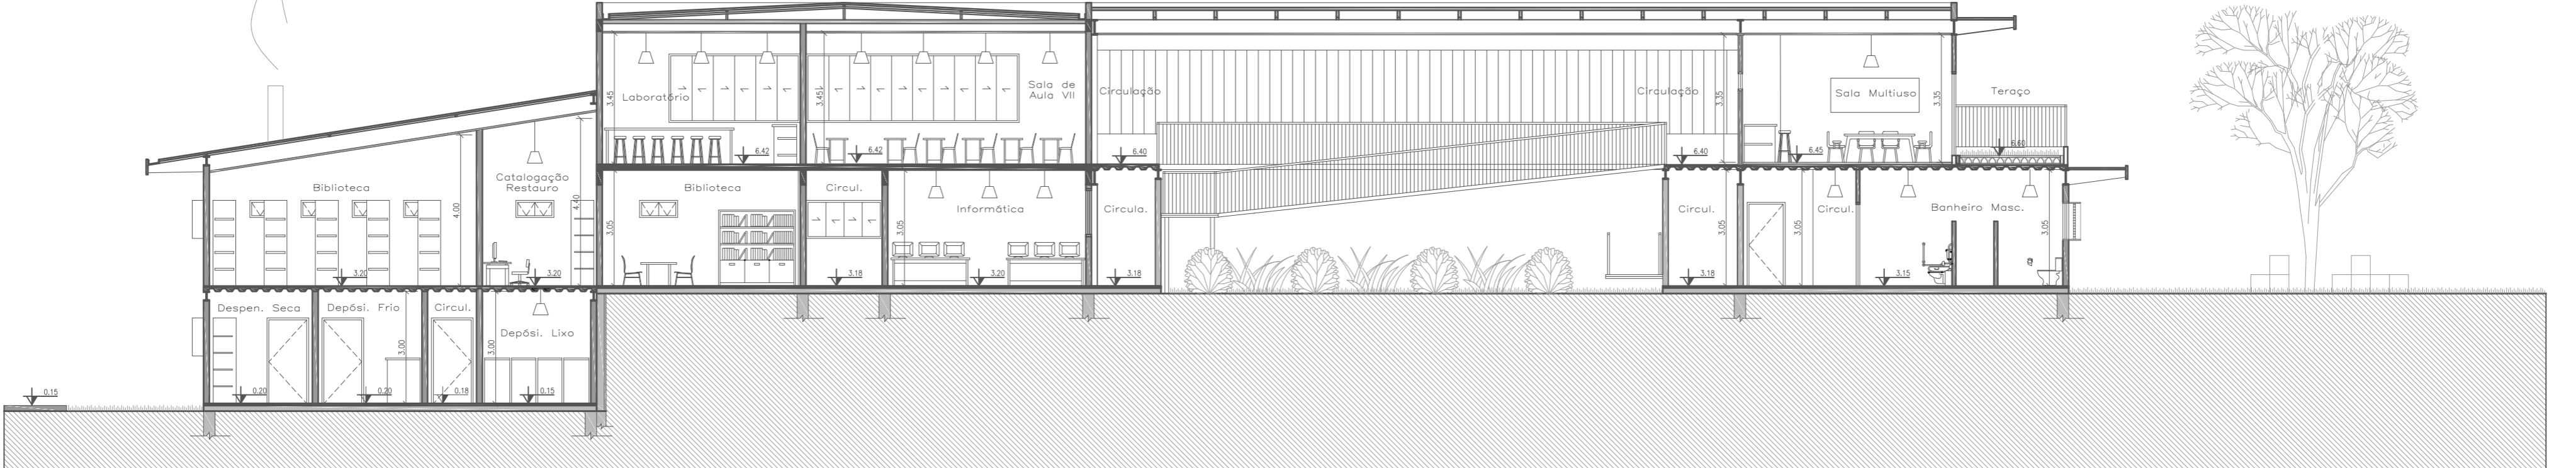 Laboratório
3.45
6.42
3.45
6.42
Sala de
Aula VII
Circulação
6.40
Circulação
6.40
3.35
Sala Multiuso
6.45
3.35
Teraço
6.60
Biblioteca
3.20
4.00
Catalogação
Restauro
3.20
4.40
Biblioteca
3.05
Circul.
3.18
Informática
3.05
3.20
Circula.
3.18
Circul.
3.18
3.05
3.05
Circul.
Banheiro Masc.
3.15
3.05
Despen. Seca
0.20
Depósi. Frio
0.20
3.00
Circul.
0.18
3.00
Depósi. Lixo
0.15
0.15